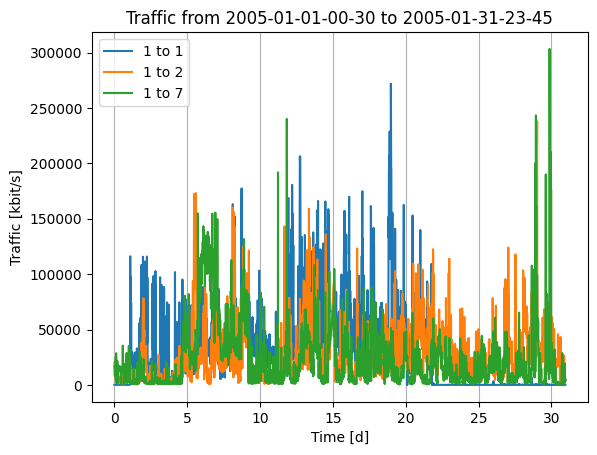 Traffic from 2005-01-01-00-30 to 2005-01-31-23-45
1 to 1
1 to 2
1 to 7
Traffic [kbit/s]
300000
250000
200000
150000
100000
50000
0
0 5 10 15 20 25 30
Time [d]